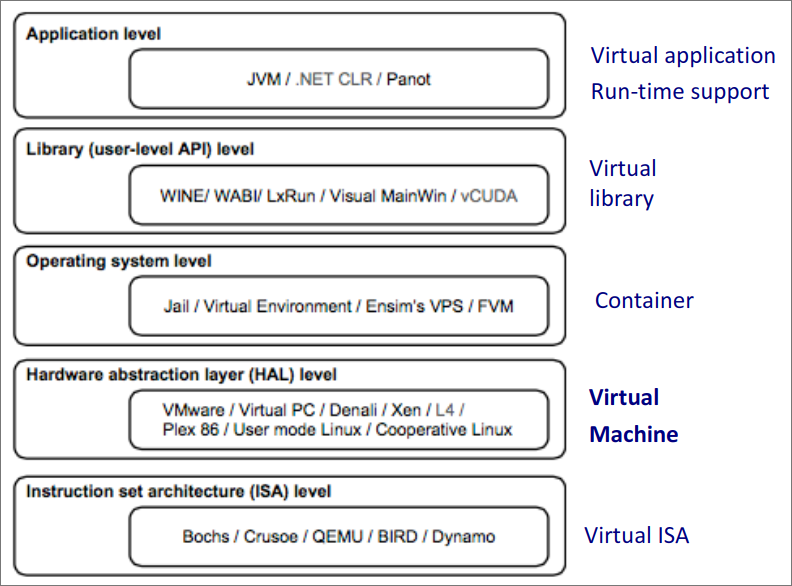 Application level
JVM / .NET CLR / Panot
Virtual application
Run-time support
Library (user-level API) level
WINE/ WABI/ LxRun / Visual MainWin / vCUDA
Virtual
library
Operating system level
Jail / Virtual Environment / Ensim's VPS / FVM
Container
Hardware abstraction layer (HAL) level
VMware / Virtual PC / Denali / Xen / L4 /
Plex 86 / User mode Linux / Cooperative Linux
Virtual
Machine
Instruction set architecture (ISA) level
Bochs / Crusoe / QEMU / BIRD / Dynamo
Virtual ISA